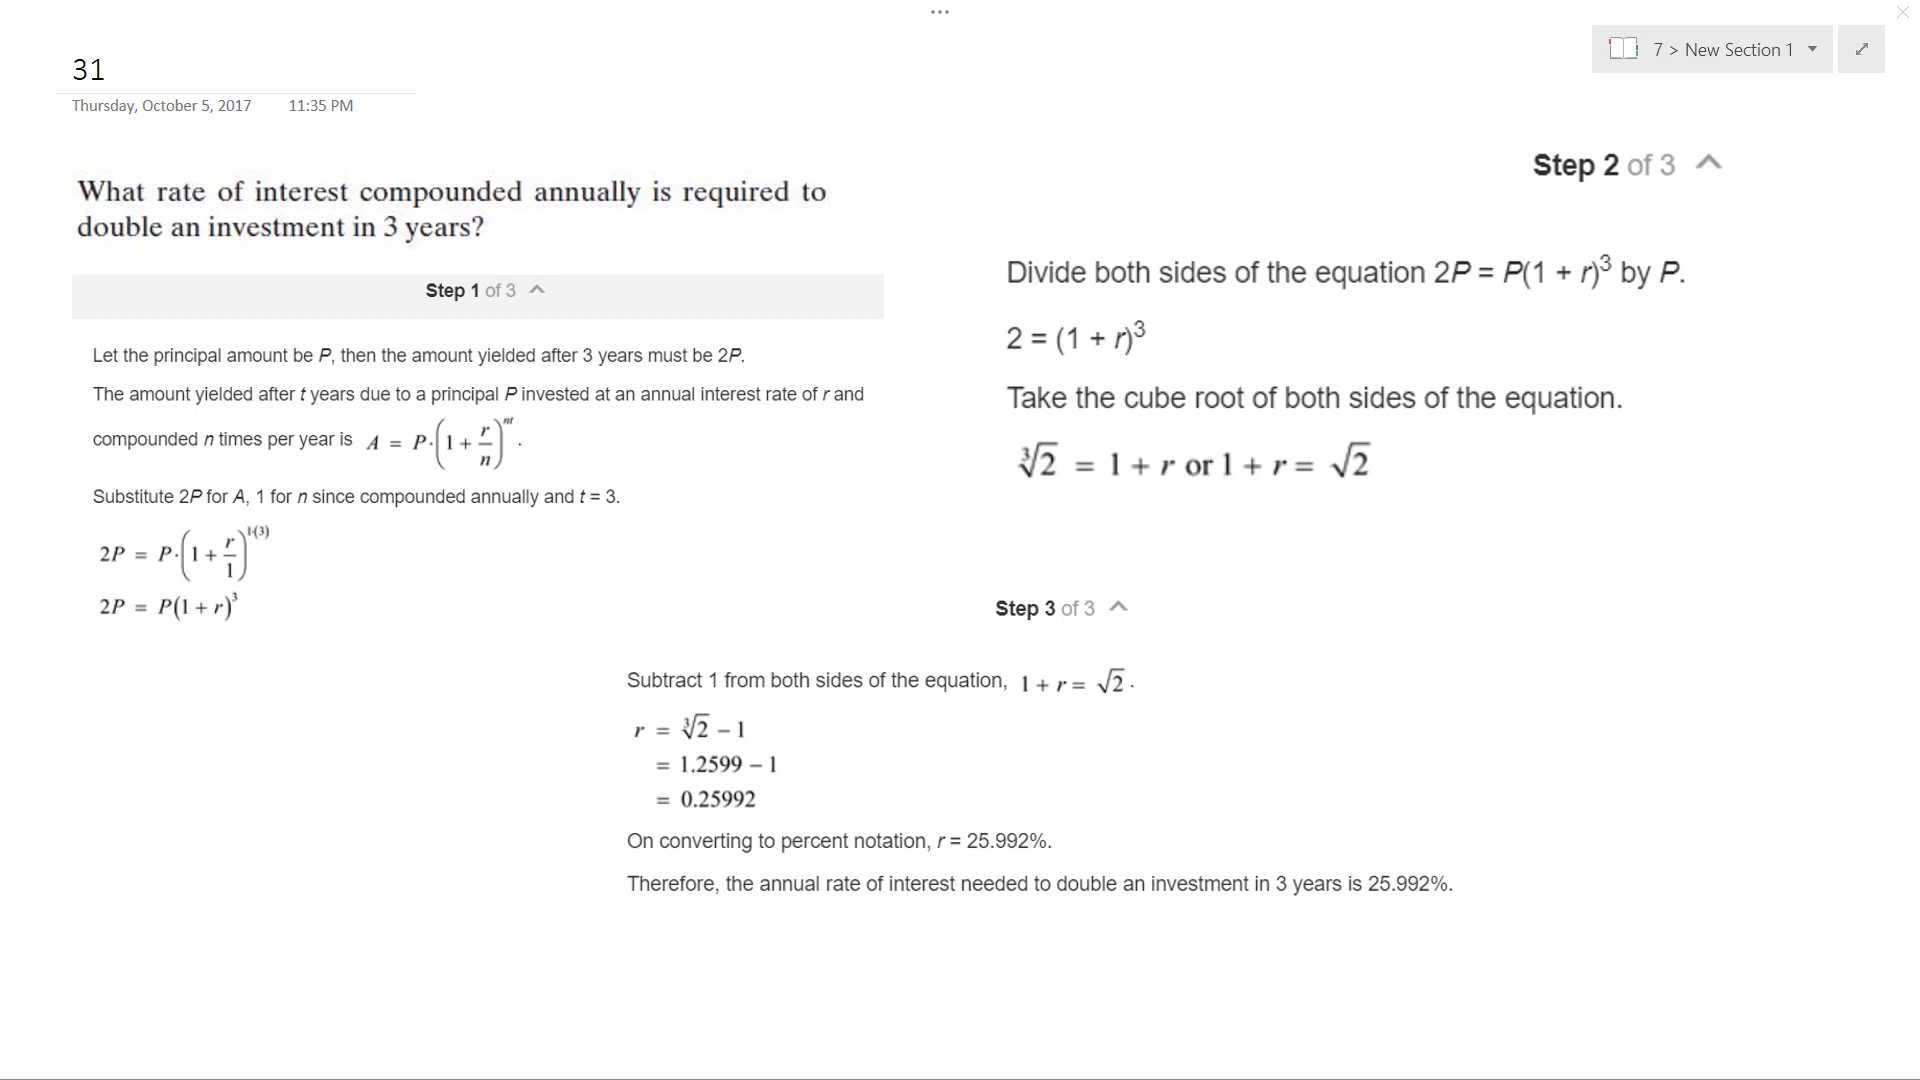 ...
31
7 > New Section 1
Thursday, October 5, 2017 11:35 PM
What rate of interest compounded annually is required to
double an investment in 3 years?
Step 1 of 3
Let the principal amount be P, then the amount yielded after 3 years must be 2P.
The amount yielded after t years due to a principal P invested at an annual interest rate of r and
compounded n times per year is A = P·(1 + r/n)^nt.
Substitute 2P for A, 1 for n since compounded annually and t = 3.
2P = P·(1 + r/1)^1·(3)
2P = P(1 + r)³
Step 2 of 3
Divide both sides of the equation 2P = P(1 + r)³ by P.
2 = (1 + r)³
Take the cube root of both sides of the equation.
∛2 = 1 + r or 1 + r = √2
Step 3 of 3
Subtract 1 from both sides of the equation, 1 + r = √2.
r = ∛2 – 1
= 1.2599 – 1
= 0.25992
On converting to percent notation, r = 25.992%.
Therefore, the annual rate of interest needed to double an investment in 3 years is 25.992%.